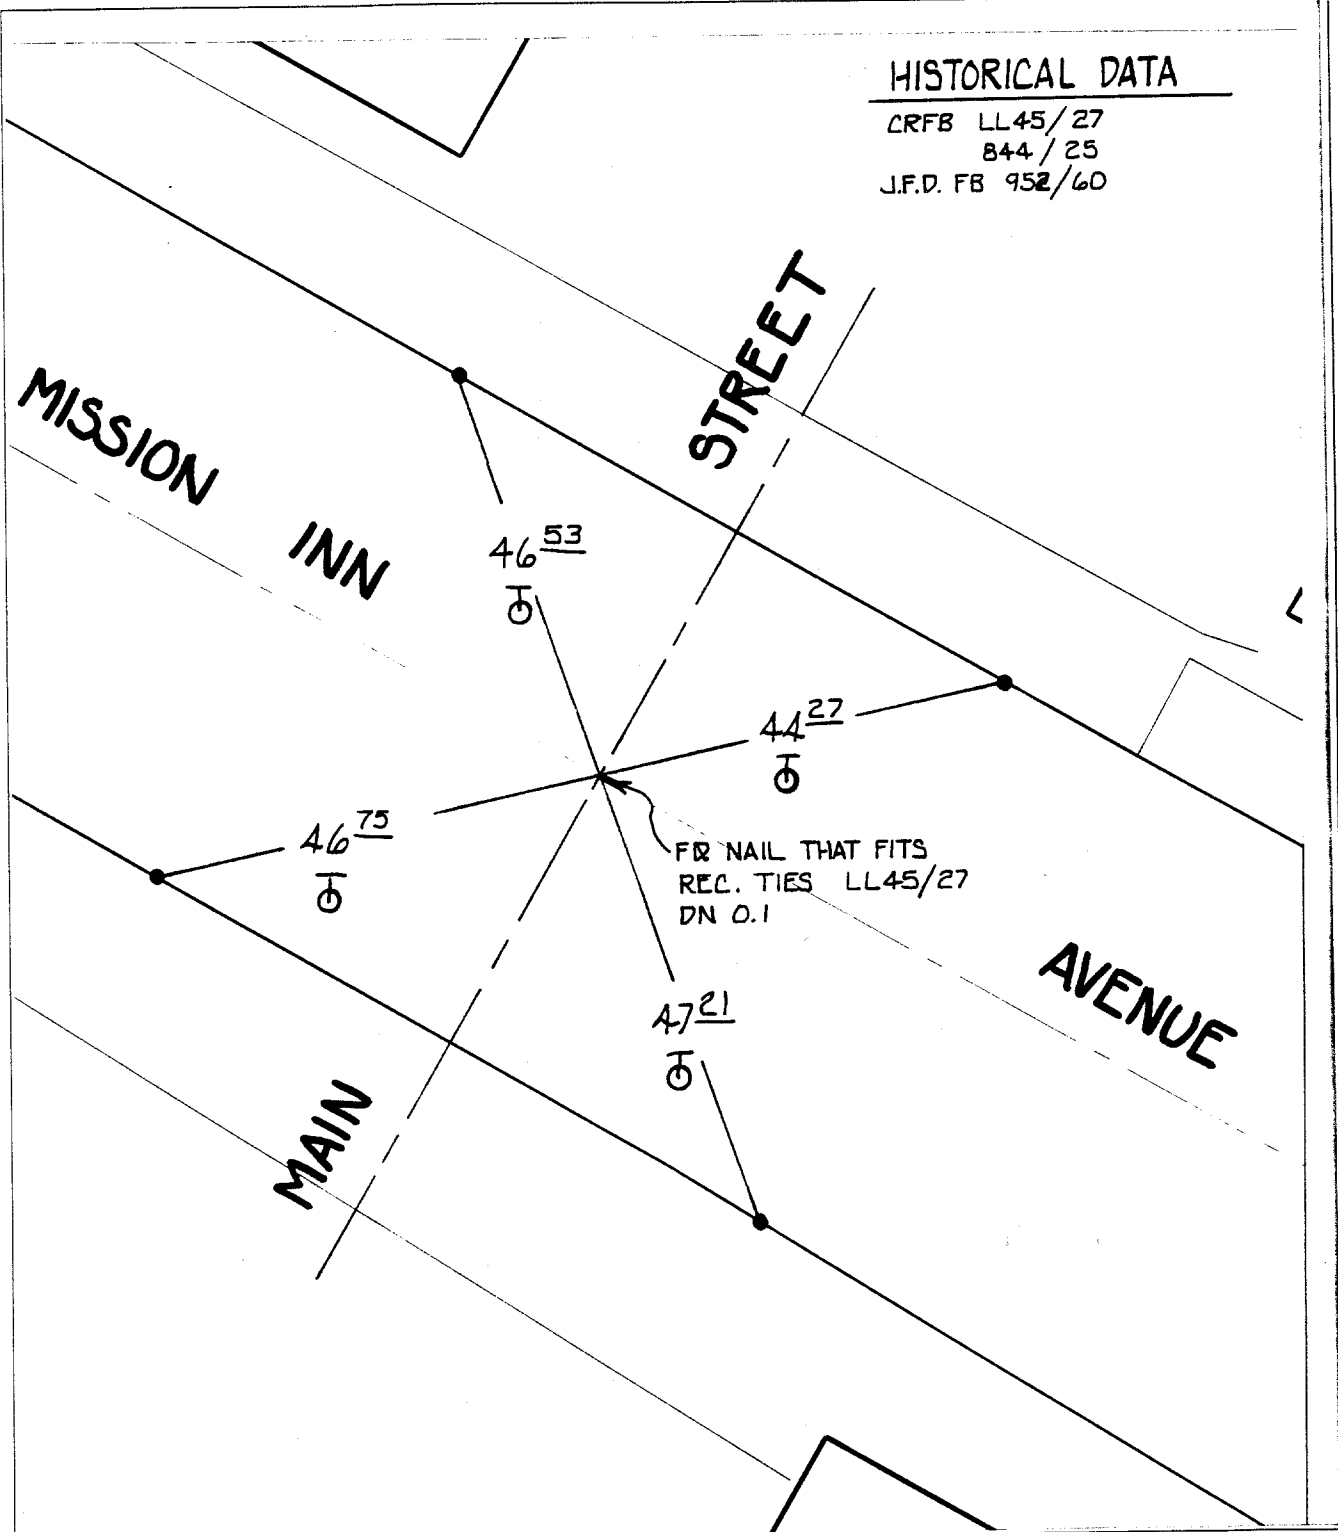 HISTORICAL DATA
CRFB LL45/27
844/25
J.F.D. FB 952/60
STREET
MISSION INN
46 53
44 27
46 75
NAIL THAT FITS
REC. TIES LL45/27
DN 0.1
AVENUE
47 21
MAIN